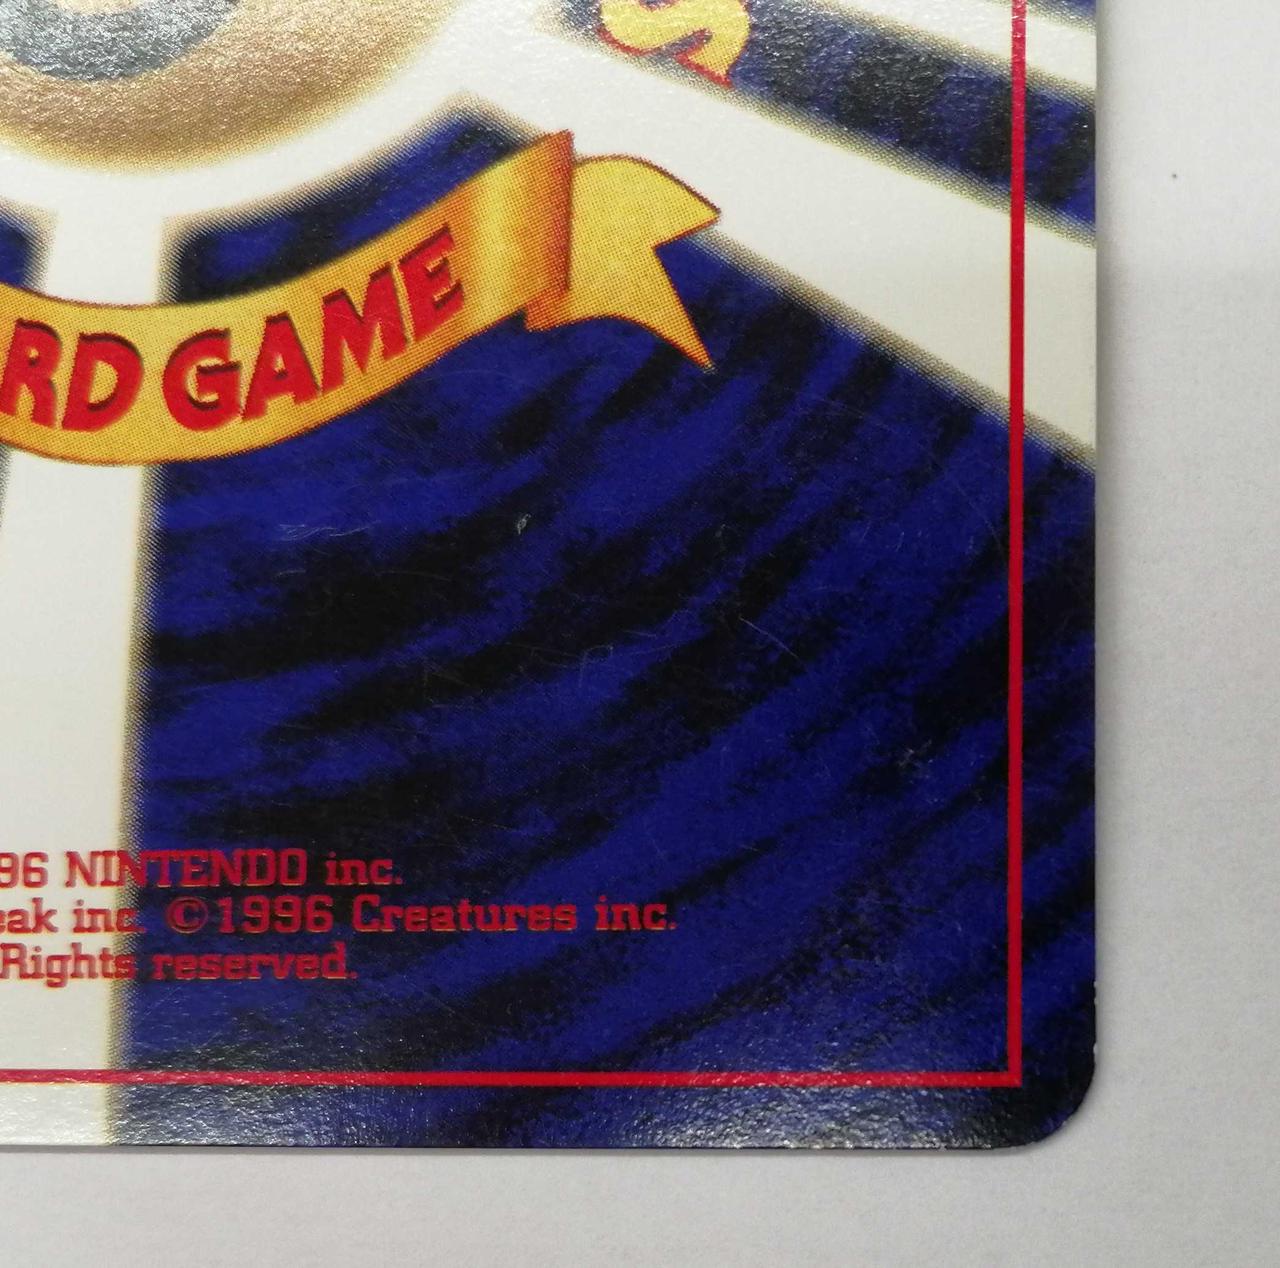 S
RD GAME
96 NINTENDO inc.
eak inc. ©1996 Creatures inc.
Rights reserved.